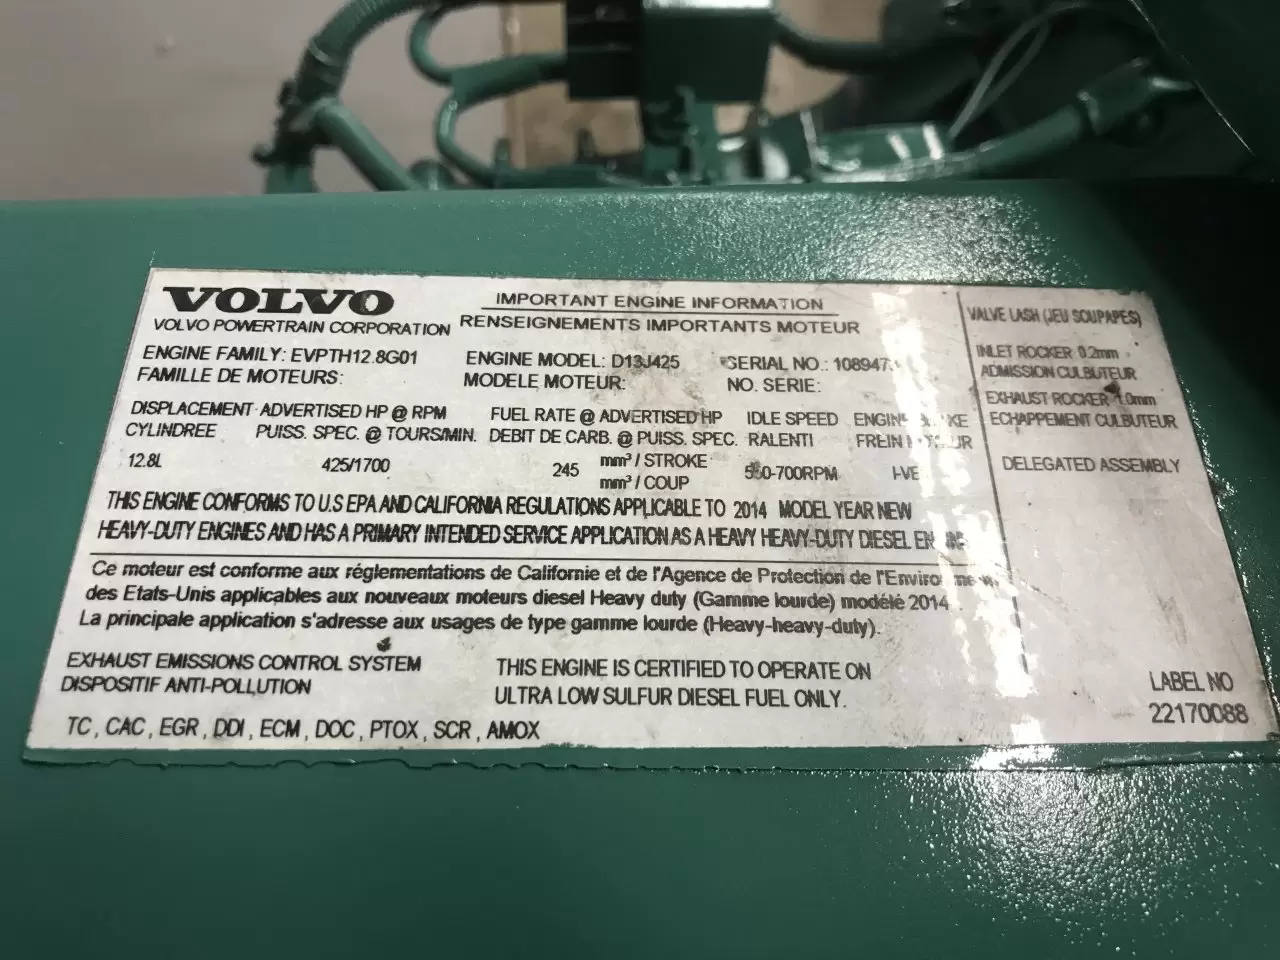 VOLVO
VOLVO POWERTRAIN CORPORATION
IMPORTANT ENGINE INFORMATION
RENSEIGNEMENTS IMPORTANTS MOTEUR
ENGINE FAMILY: EVPTH12.8G01
FAMILLE DE MOTEURS:
ENGINE MODEL: D13J425
MODELE MOTEUR:
SERIAL NO.:
NO. SÉRIE:
DISPLACEMENT ADVERTISED HP @ RPM FUEL RATE @ ADVERTISED HP IDLE SPEED
CYLINDREE PUISS. SPEC. @ TOURS/MIN. DEBIT DE CARB. @ PUISS. SPEC. RALENTI FREIN
12.8L 425/1700 245 mm³ / STROKE
mm³ / COUP
THIS ENGINE CONFORMS TO U.S EPA AND CALIFORNIA REGULATIONS APPLICABLE TO 2014 MODEL YEAR NEW
HEAVY-DUTY ENGINES AND HAS A PRIMARY INTENDED SERVICE APPLICATION AS A HEAVY HEAVY-DUTY DIESEL
Ce moteur est conforme aux réglementations de Californie et de l'Agence de Protection de
des Etats-Unis applicables aux nouveaux moteurs diesel Heavy duty (Gamme lourde) modélé 2014
La principale application s'adresse aux usages de type gamme lourde (Heavy-heavy-duty).
EXHAUST EMISSIONS CONTROL SYSTEM
DISPOSITIF ANTI-POLLUTION
TC , CAC , EGR , DDI , ECM , DOC , PTOX , SCR , AMOX
THIS ENGINE IS CERTIFIED TO OPERATE ON
ULTRA LOW SULFUR DIESEL FUEL ONLY.
VALVE LASH (JEU SOUPAPES)
INLET ROCKER 0.2mm
ADMISSION CULBUTEUR
EXHAUST ROCKER
ECHAPPEMENT CULBUTEUR
DELEGATED ASSEMBLY
LABEL NO
22170088